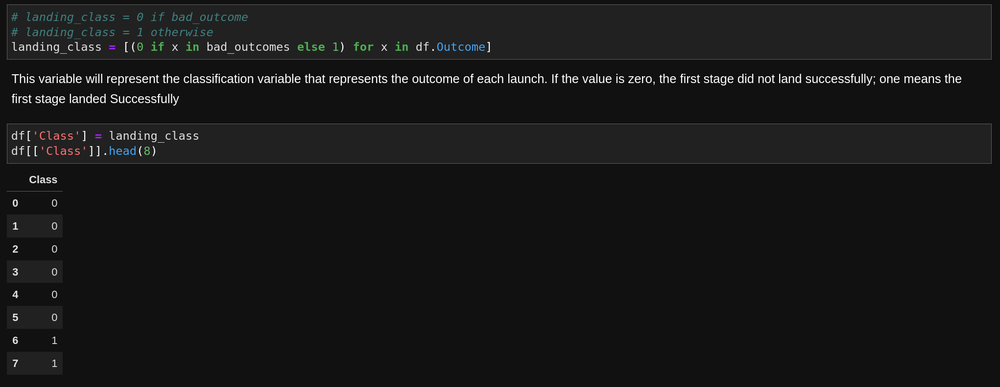 # landing_class = 0 if bad_outcome
# landing_class = 1 otherwise
landing_class = [(0 if x in bad_outcomes else 1) for x in df.Outcome]
This variable will represent the classification variable that represents the outcome of each launch. If the value is zero, the first stage did not land successfully; one means the
first stage landed Successfully
df['Class'] = landing_class
df[['Class']].head(8)
Class
0 0
1 0
2 0
3 0
4 0
5 0
6 1
7 1